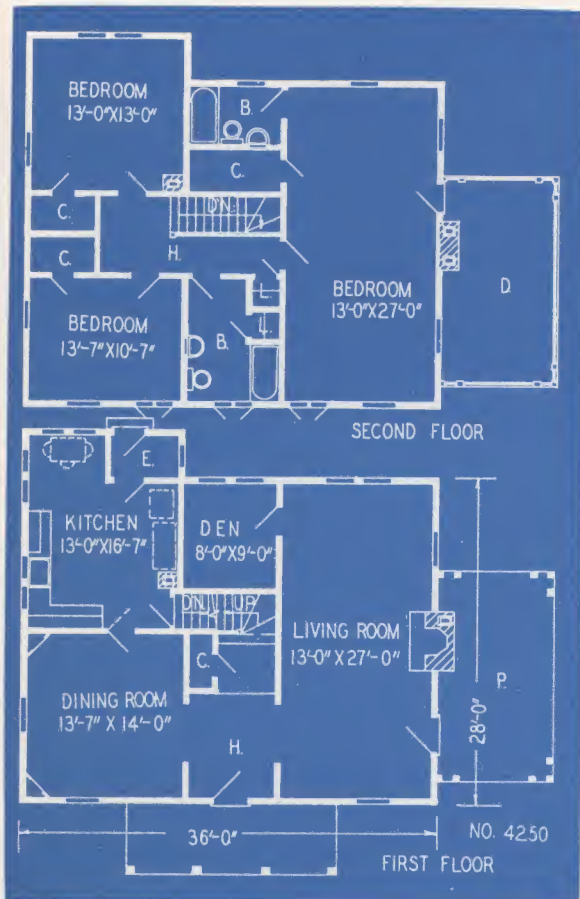 BEDROOM
13'-0"X13'-0"
B.
C.
C.
DN.
H.
C.
BEDROOM
13'-0"X27'-0"
D.
BEDROOM
13'-7"X10'-7"
B.
L.
L.
SECOND FLOOR
E.
KITCHEN
13'-0"X16'-7"
DEN
8'-0"X9'-0"
DN.
UP
LIVING ROOM
13'-0" X 27'-0"
C.
P.
DINING ROOM
13'-7" X 14'-0"
H.
28'-0"
36'-0"
NO. 4250
FIRST FLOOR